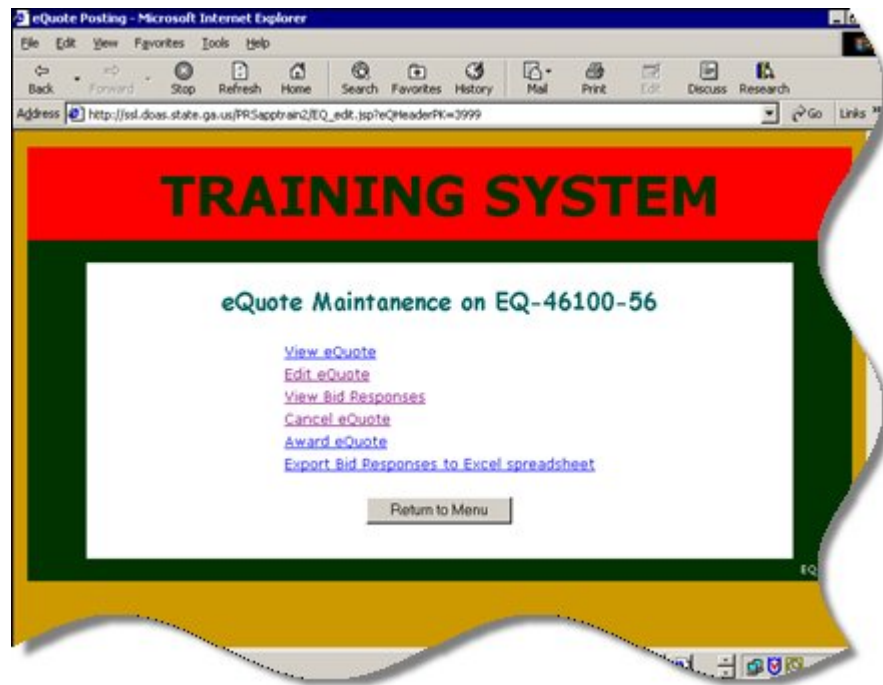 eQuote Posting - Microsoft Internet Explorer
File Edit View Favorites Tools Help
Back Forward Stop Refresh Home Search Favorites History Mail Print Edit Discuss Research
Address http://ssl.doas.state.ga.us/PRSapptrain2/EQ_edit.jsp?eQHeaderPK=3999 Go Links
TRAINING SYSTEM
eQuote Maintanence on EQ-46100-56
View eQuote
Edit eQuote
View Bid Responses
Cancel eQuote
Award eQuote
Export Bid Responses to Excel spreadsheet
Return to Menu
EQ